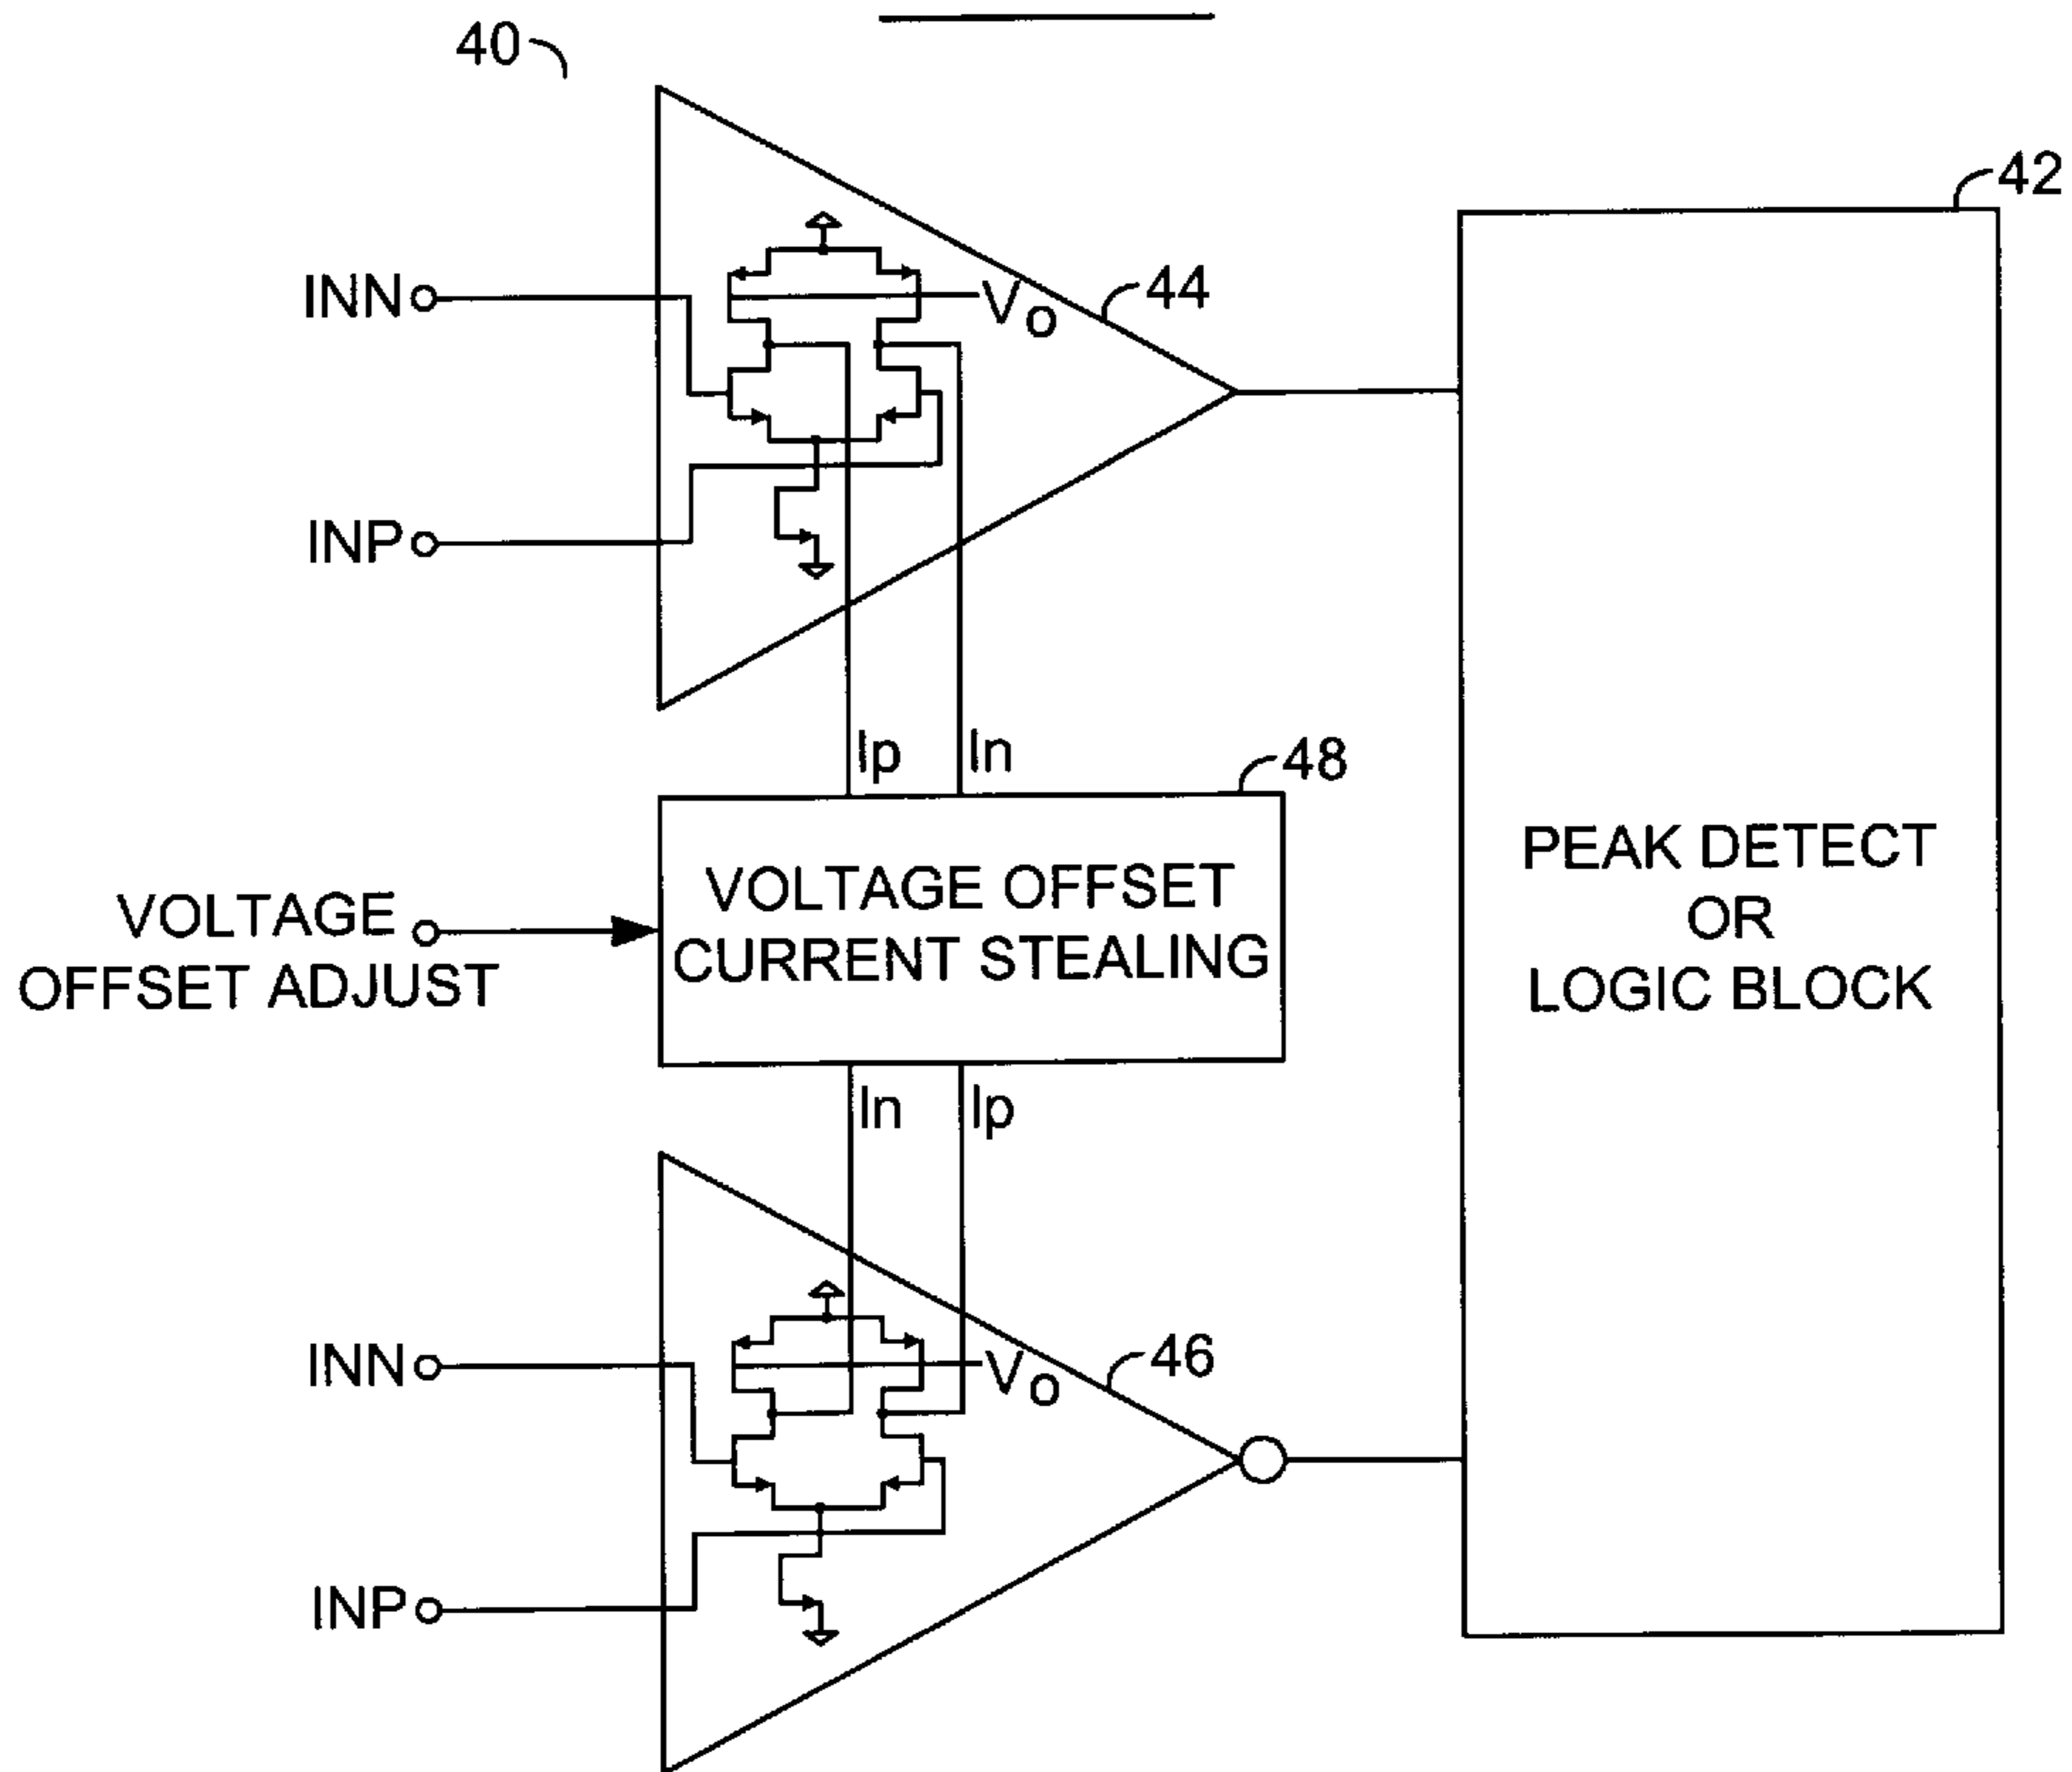 40
42
INN
VO
44
INP
Ip
In
48
VOLTAGE OFFSET
CURRENT STEALING
VOLTAGE
OFFSET ADJUST
PEAK DETECT
OR
LOGIC BLOCK
In
Ip
INN
VO
46
INP